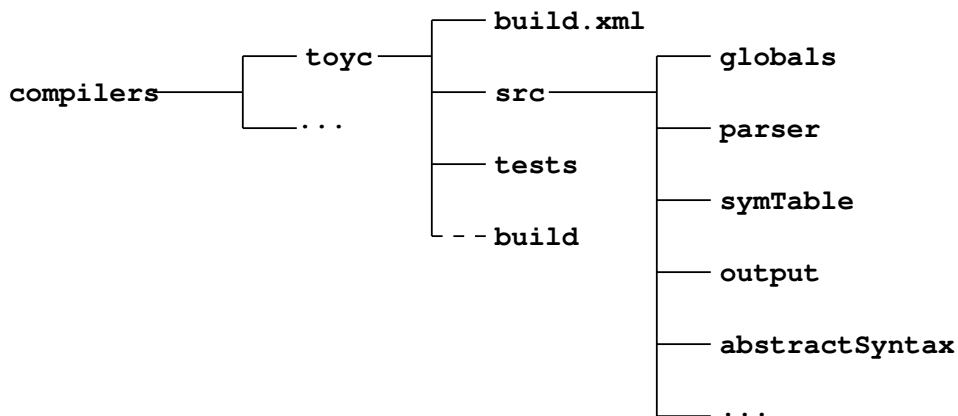 build.xml
toyc
globals
compilers
src
...
parser
tests
symTable
build
output
abstractSyntax
...